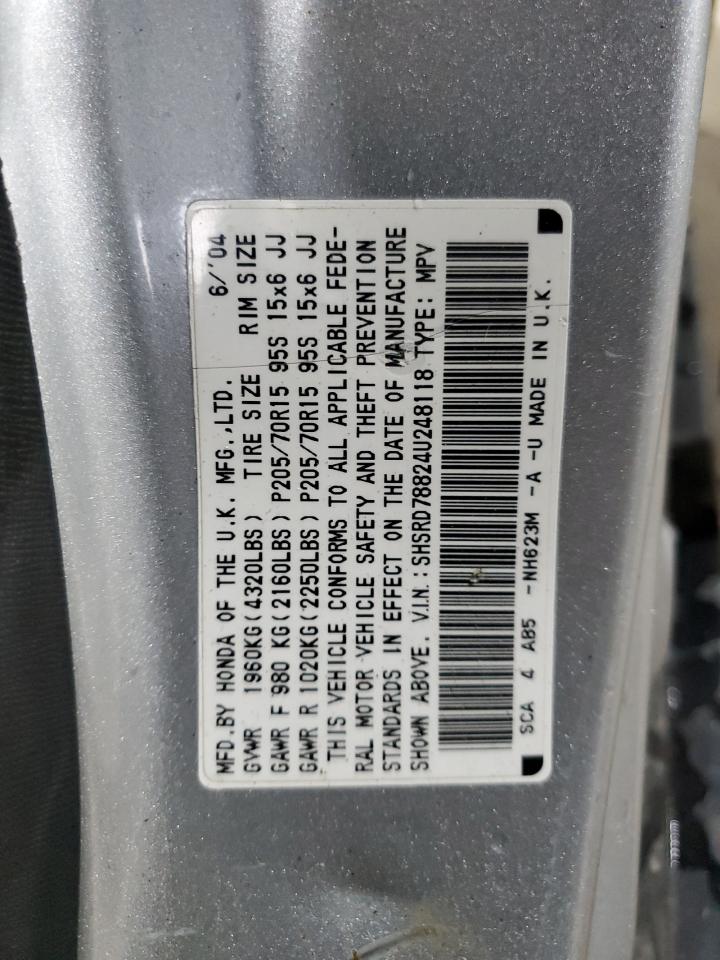 MFD.BY HONDA OF THE U.K. MFG.,LTD. 6/'04
GVWR 1960KG(4320LBS) TIRE SIZE RIM SIZE
GAWR F 980 KG(2160LBS) P205/70R15 95S 15x6 JJ
GAWR R 1020KG(2250LBS) P205/70R15 95S 15x6 JJ
THIS VEHICLE CONFORMS TO ALL APPLICABLE FEDE-
RAL MOTOR VEHICLE SAFETY AND THEFT PREVENTION
STANDARDS IN EFFECT ON THE DATE OF MANUFACTURE
SHOWN ABOVE. V.I.N.:SHSRD78824U248118 TYPE: MPV
SCA 4 AB5 -NH623M -A -U MADE IN U.K.